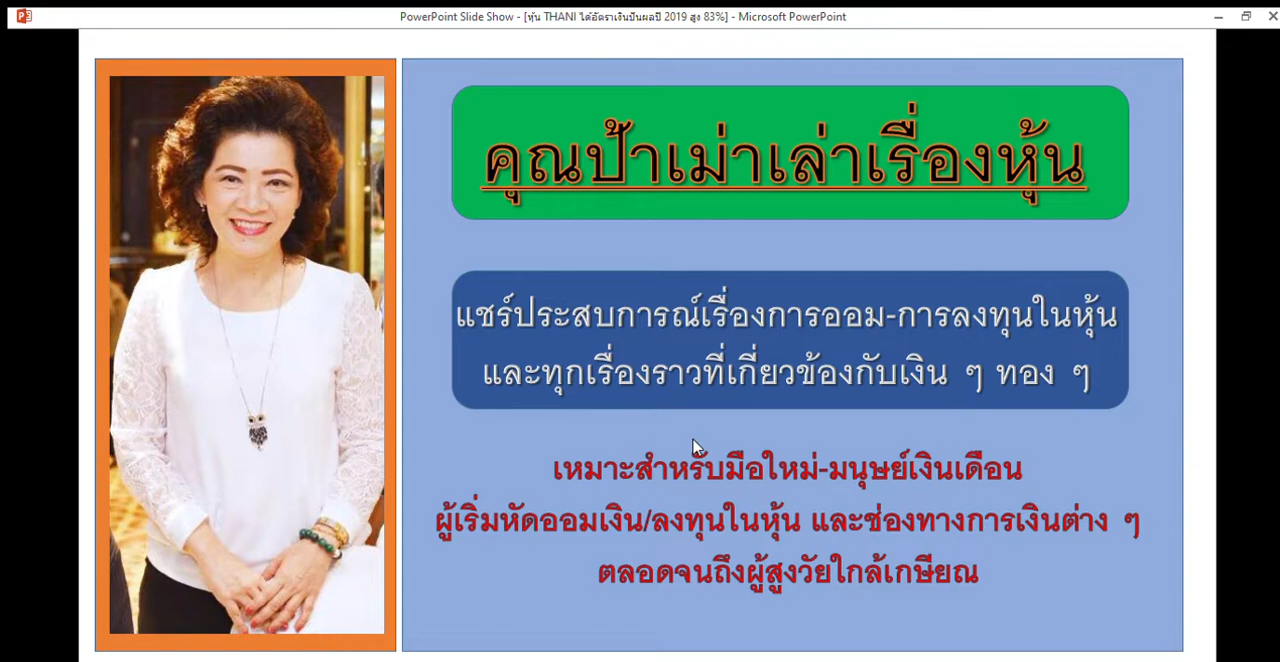 PowerPoint Slide Show - [หุ้น THANI ได้อัตราเงินปันผลปี 2019 สูง 83%] - Microsoft PowerPoint
คุณป้าเม่าเล่าเรื่องหุ้น
แชร์ประสบการณ์เรื่องการออม-การลงทุนในหุ้น
และทุกเรื่องราวที่เกี่ยวข้องกับเงิน ๆ ทอง ๆ
เหมาะสำหรับมือใหม่-มนุษย์เงินเดือน
ผู้เริ่มหัดออมเงิน/ลงทุนในหุ้น และช่องทางการเงินต่าง ๆ
ตลอดจนถึงผู้สูงวัยใกล้เกษียณ